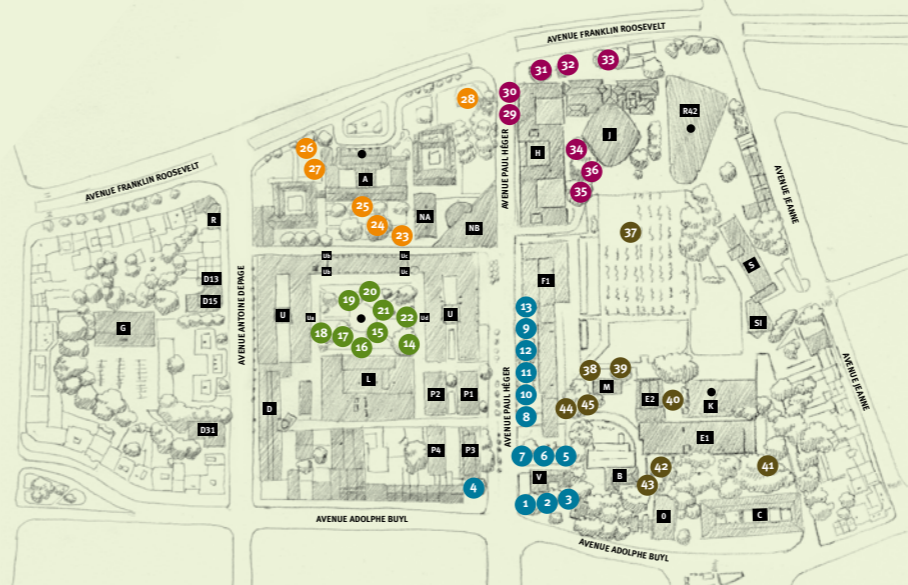 AVENUE FRANKLIN ROOSEVELT
31
32
33
30
29
28
R42
J
H
34
36
35
AVENUE PAUL HÉGER
26
27
A
25
24
23
NA
NB
AVENUE FRANKLIN ROOSEVELT
R
AVENUE JEANNE
37
S
SI
D13
D15
G
D31
AVENUE ANTOINE DEPAGE
Ub
Uc
Ub
Uc
U
Ua
Ud
U
19
20
21
22
18
17
16
15
14
L
D
P2
P1
P4
P3
4
F1
13
9
12
11
10
8
AVENUE PAUL HÉGER
7
6
5
V
1
2
3
38
39
M
44
45
E2
40
K
E1
B
42
43
41
O
C
AVENUE JEANNE
AVENUE ADOLPHE BUYL
AVENUE ADOLPHE BUYL